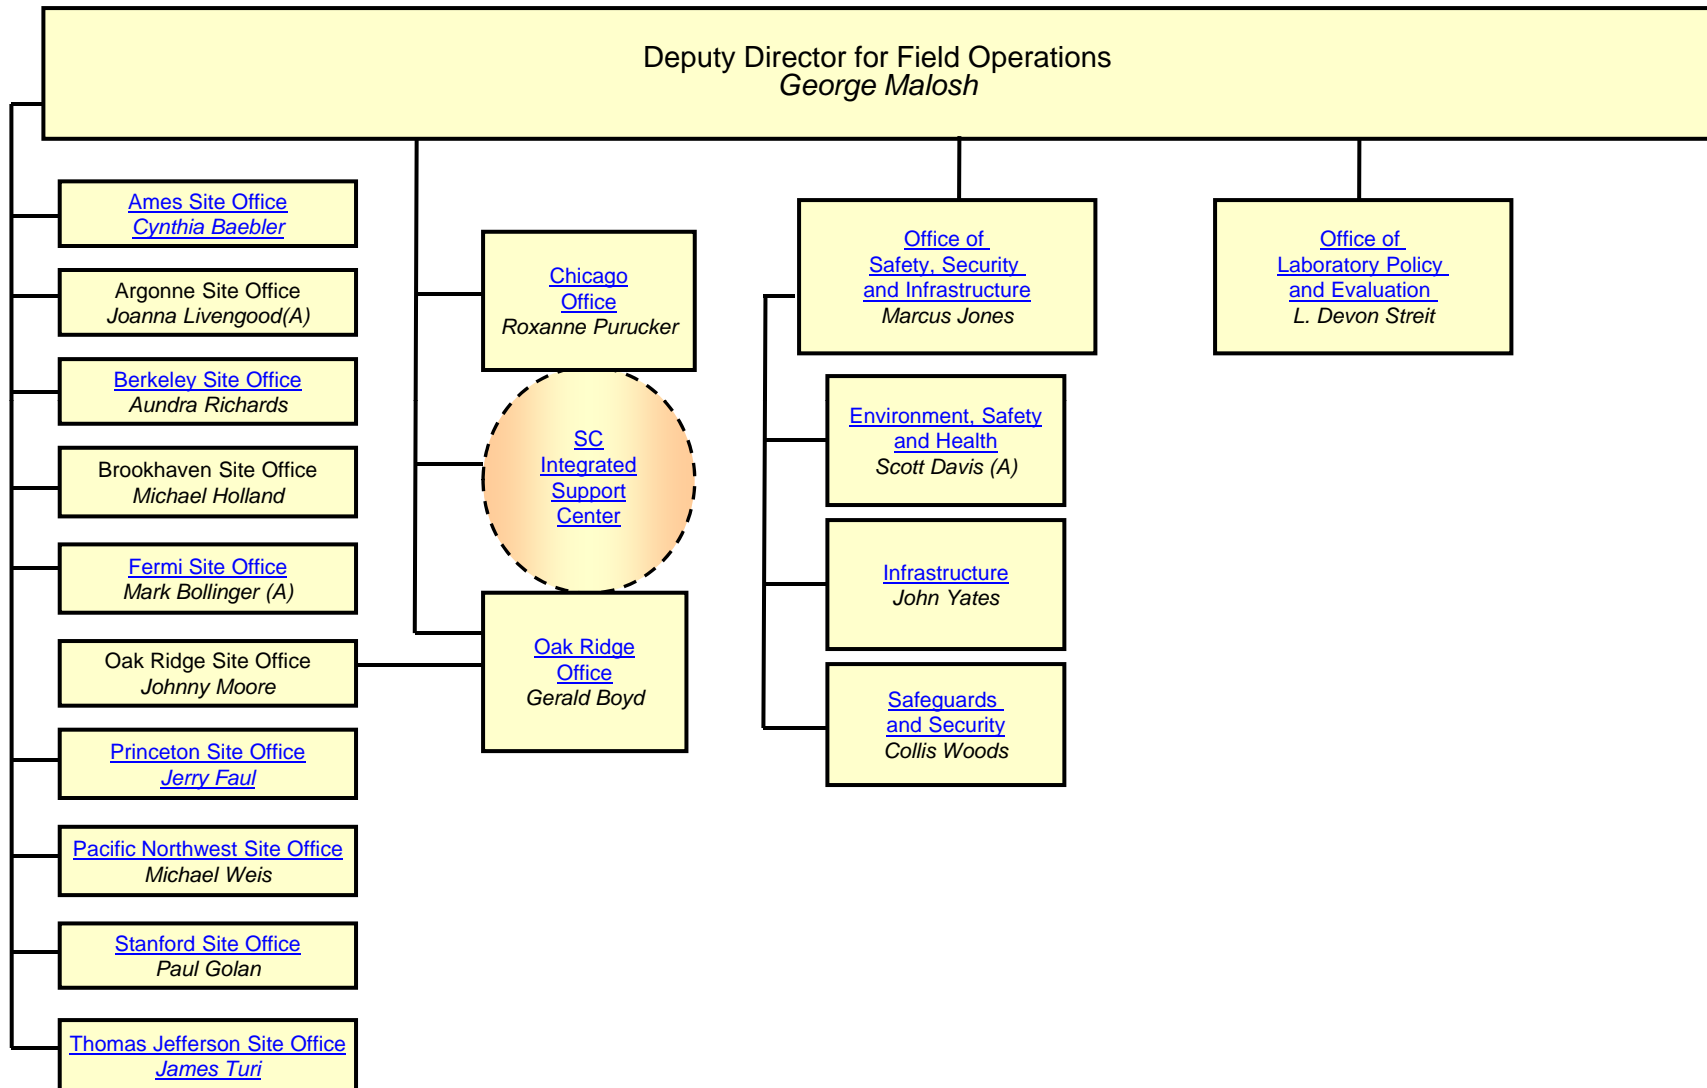 Deputy Director for Field Operations
George Malosh
Ames Site Office
Cynthia Baebler
Argonne Site Office
Joanna Livengood(A)
Berkeley Site Office
Aundra Richards
Brookhaven Site Office
Michael Holland
Fermi Site Office
Mark Bollinger (A)
Oak Ridge Site Office
Johnny Moore
Princeton Site Office
Jerry Faul
Pacific Northwest Site Office
Michael Weis
Stanford Site Office
Paul Golan
Thomas Jefferson Site Office
James Turi
Chicago
Office
Roxanne Purucker
SC
Integrated
Support
Center
Oak Ridge
Office
Gerald Boyd
Office of
Safety, Security
and Infrastructure
Marcus Jones
Environment, Safety
and Health
Scott Davis (A)
Infrastructure
John Yates
Safeguards
and Security
Collis Woods
Office of
Laboratory Policy
and Evaluation
L. Devon Streit